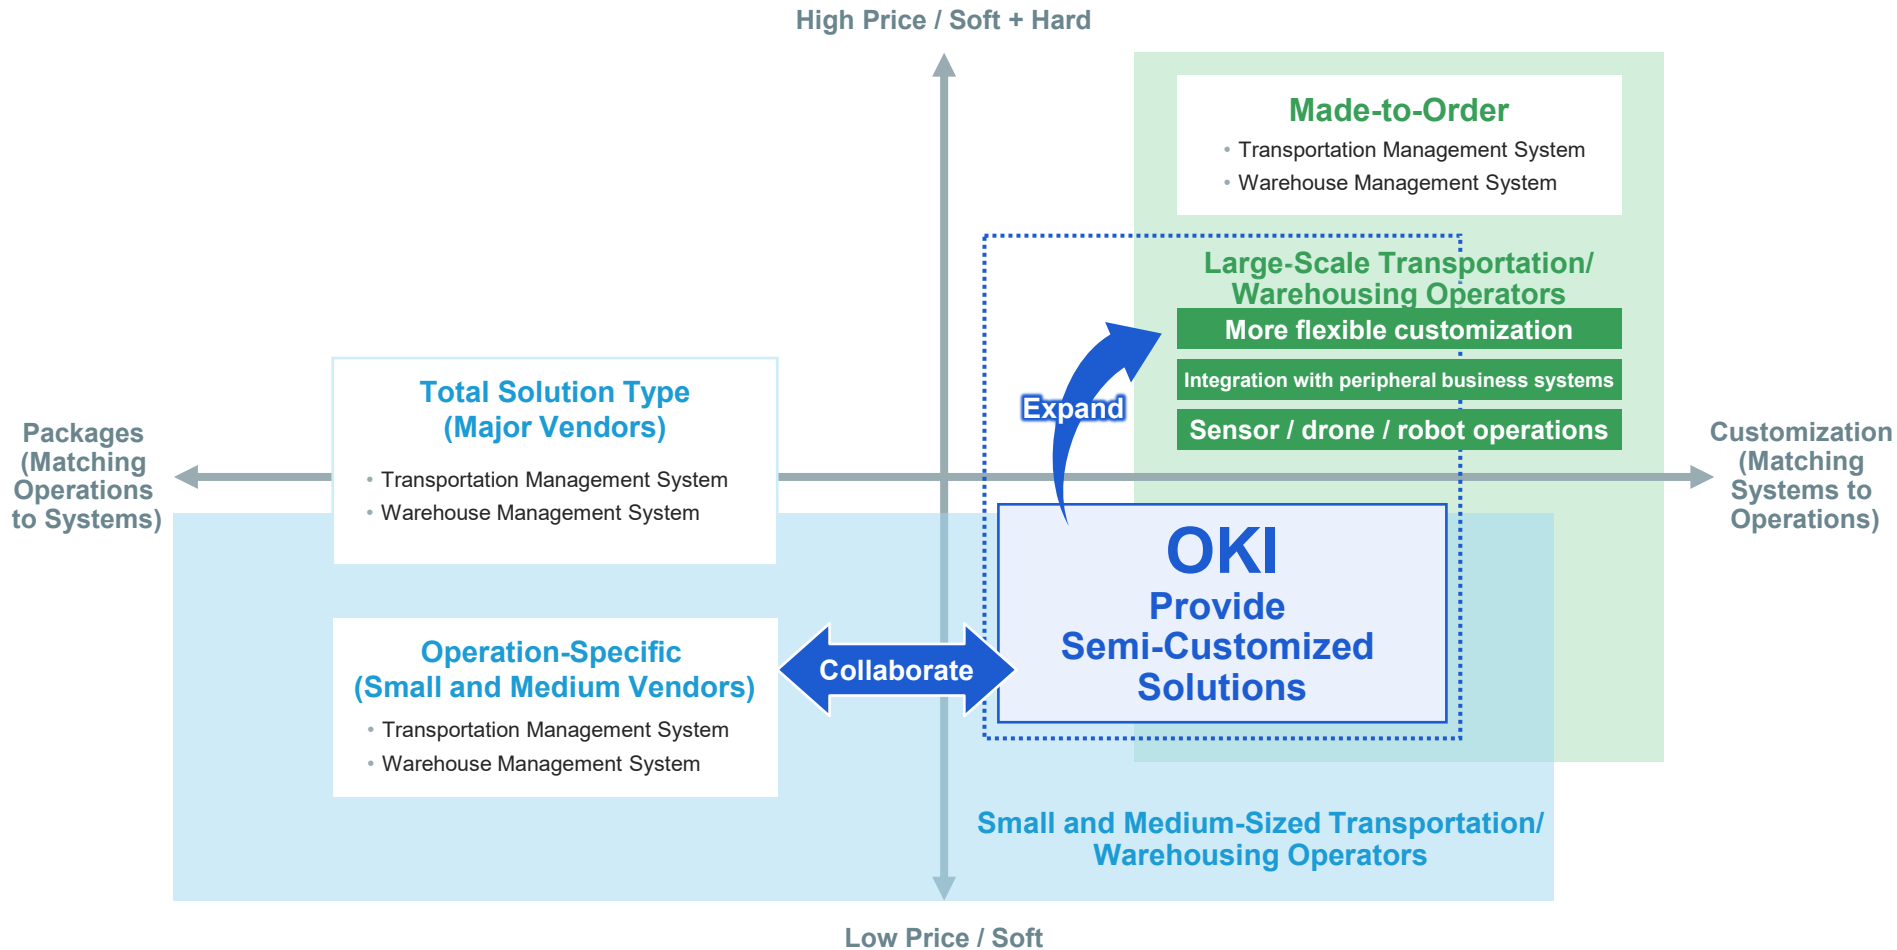 High Price / Soft + Hard
Made-to-Order
• Transportation Management System
• Warehouse Management System
Large-Scale Transportation/
Warehousing Operators
More flexible customization
Integration with peripheral business systems
Sensor / drone / robot operations
Expand
Total Solution Type
(Major Vendors)
• Transportation Management System
• Warehouse Management System
Packages
(Matching
Operations
to Systems)
Customization
(Matching
Systems to
Operations)
OKI
Provide
Semi-Customized
Solutions
Collaborate
Operation-Specific
(Small and Medium Vendors)
• Transportation Management System
• Warehouse Management System
Small and Medium-Sized Transportation/
Warehousing Operators
Low Price / Soft